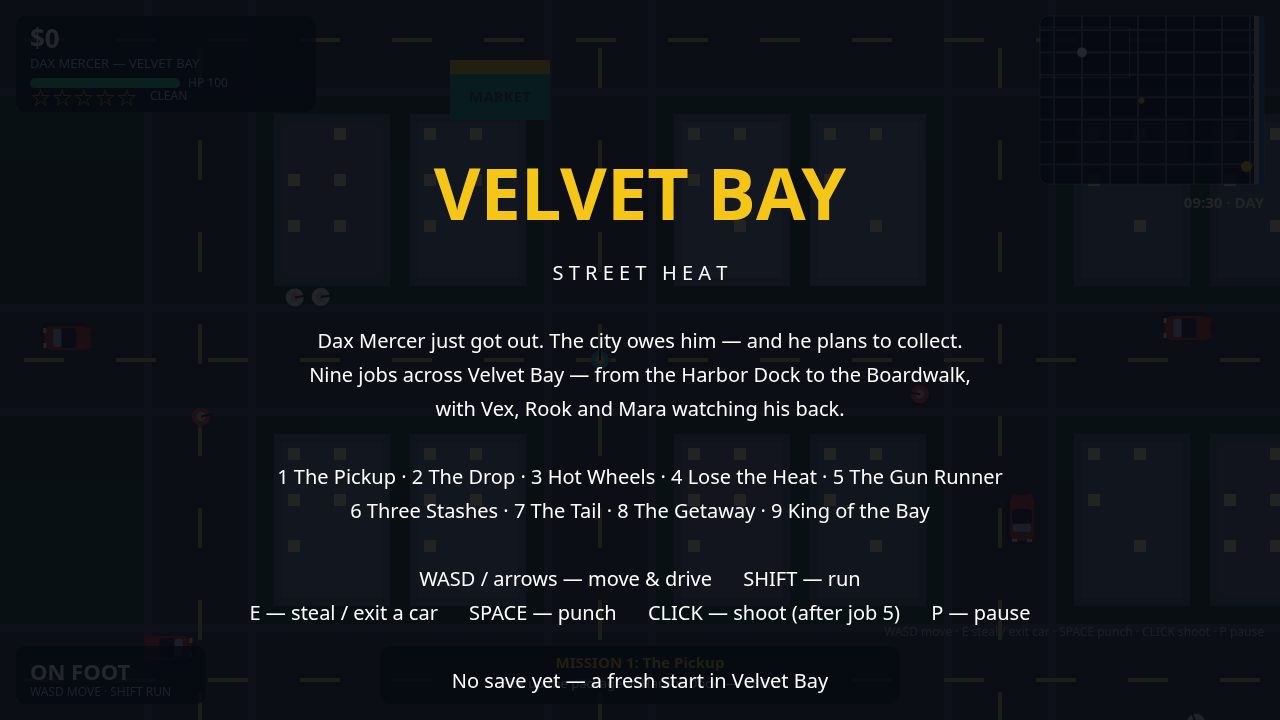 $0
DAX MERCER — VELVET BAY
HP 100
☆☆☆☆☆ CLEAN
MARKET
09:30 · DAY
VELVET BAY
STREET HEAT
Dax Mercer just got out. The city owes him — and he plans to collect.
Nine jobs across Velvet Bay — from the Harbor Dock to the Boardwalk,
with Vex, Rook and Mara watching his back.
1 The Pickup · 2 The Drop · 3 Hot Wheels · 4 Lose the Heat · 5 The Gun Runner
6 Three Stashes · 7 The Tail · 8 The Getaway · 9 King of the Bay
WASD / arrows — move & drive SHIFT — run
E — steal / exit a car SPACE — punch CLICK — shoot (after job 5) P — pause
WASD move · E steal / exit car · SPACE punch · CLICK shoot · P pause
ON FOOT
WASD MOVE · SHIFT RUN
MISSION 1: The Pickup
No save yet — a fresh start in Velvet Bay